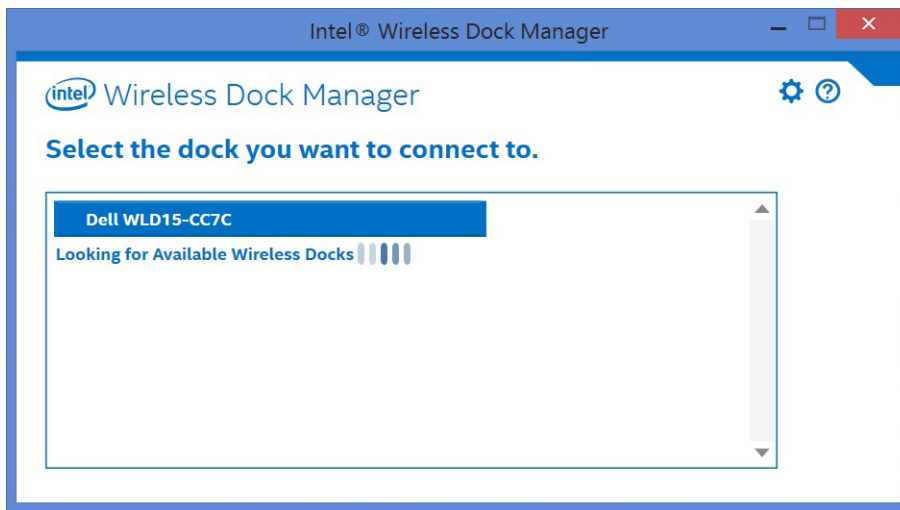 Intel® Wireless Dock Manager
intel Wireless Dock Manager
Select the dock you want to connect to.
Dell WLD15-CC7C
Looking for Available Wireless Docks